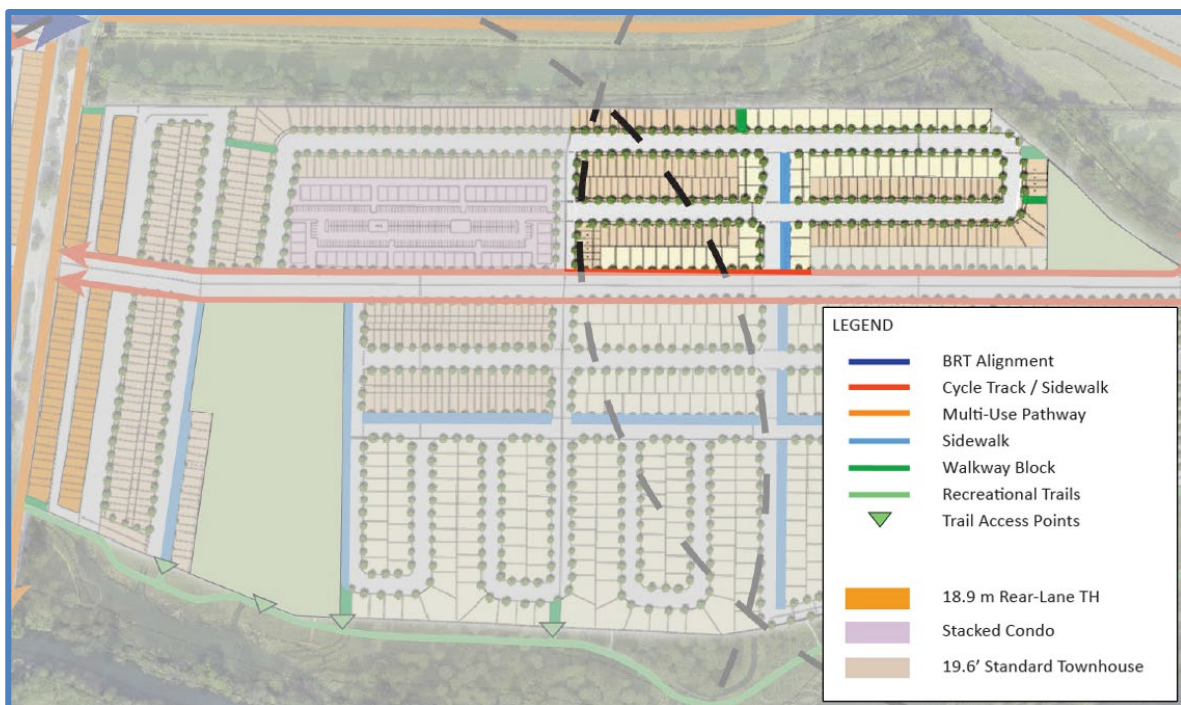 LEGEND
BRT Alignment
Cycle Track / Sidewalk
Multi-Use Pathway
Sidewalk
Walkway Block
Recreational Trails
Trail Access Points
18.9 m Rear-Lane TH
Stacked Condo
19.6' Standard Townhouse